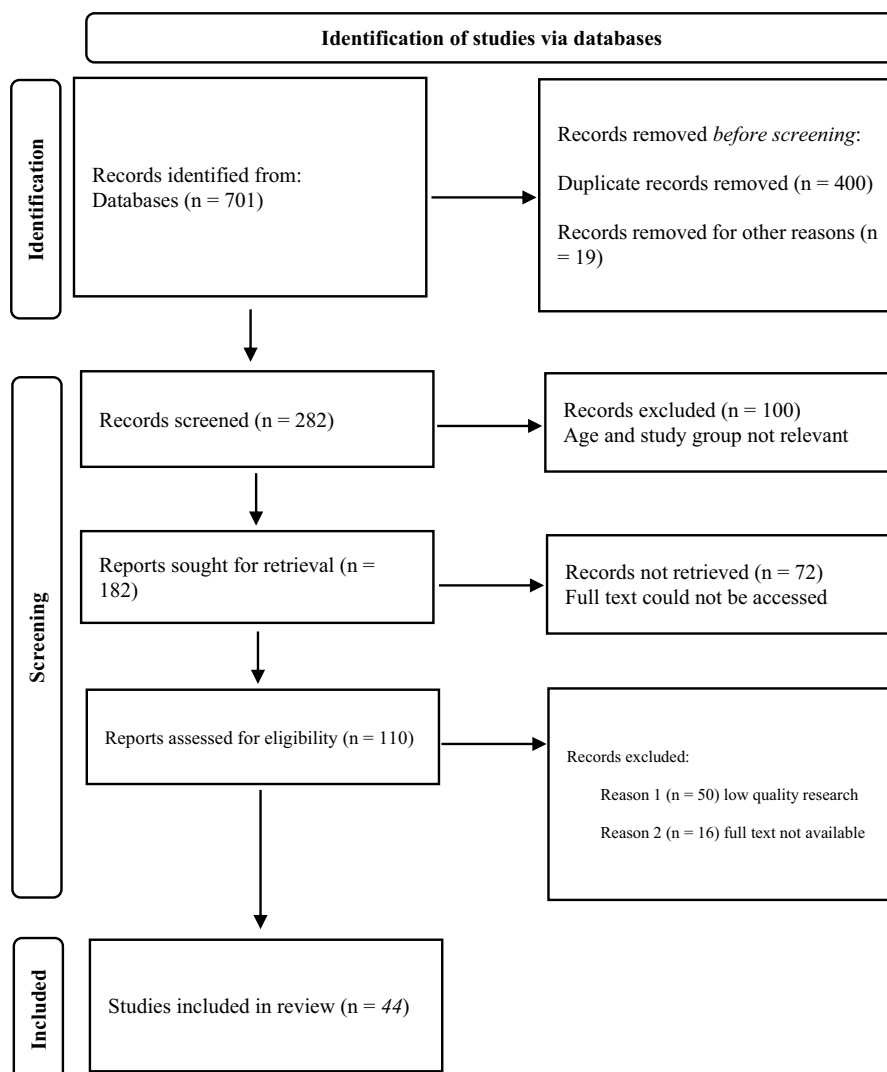 Identification of studies via databases
Identification
Records identified from:
Databases (n = 701)
Records removed before screening:
Duplicate records removed (n = 400)
Records removed for other reasons (n
= 19)
Screening
Records screened (n = 282)
Records excluded (n = 100)
Age and study group not relevant
Reports sought for retrieval (n =
182)
Records not retrieved (n = 72)
Full text could not be accessed
Reports assessed for eligibility (n = 110)
Records excluded:
Reason 1 (n = 50) low quality research
Reason 2 (n = 16) full text not available
Included
Studies included in review (n = 44)